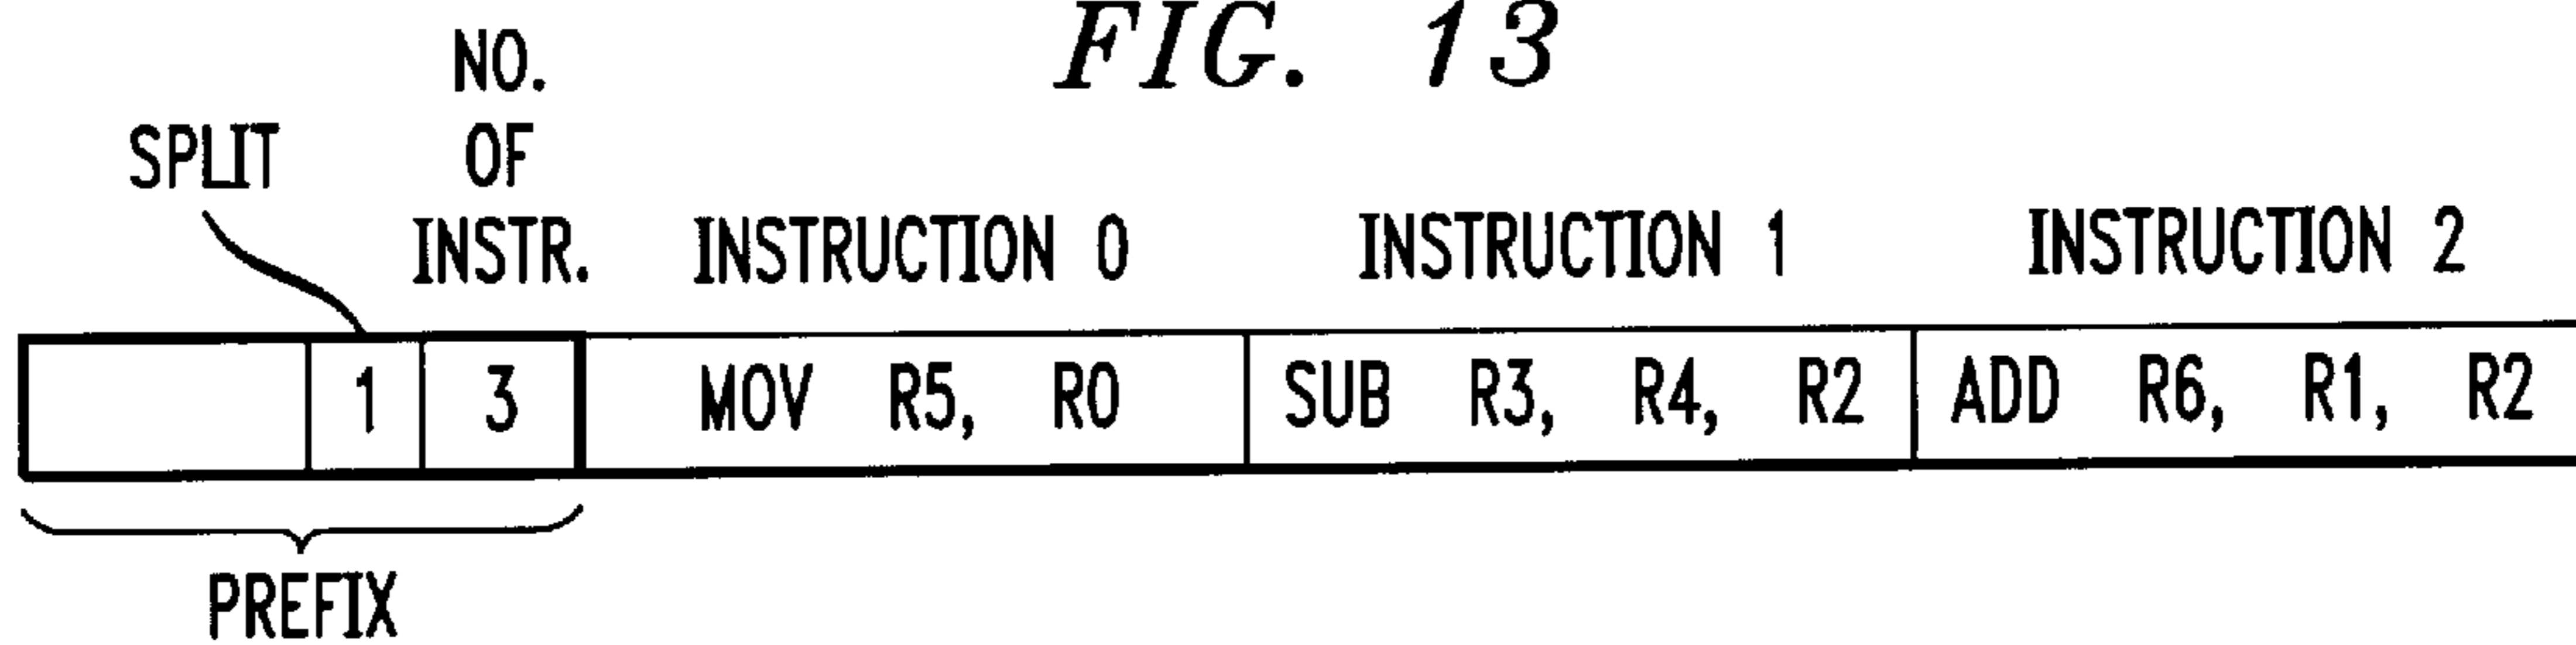 FIG. 13
SPLIT
NO.
OF
INSTR.
INSTRUCTION 0
INSTRUCTION 1
INSTRUCTION 2
1
3
MOV R5, R0
SUB R3, R4, R2
ADD R6, R1, R2
PREFIX